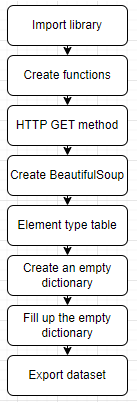 Import library
Create functions
HTTP GET method
Create BeautifulSoup
Element type table
Create an empty
dictionary
Fill up the empty
dictionary
Export dataset